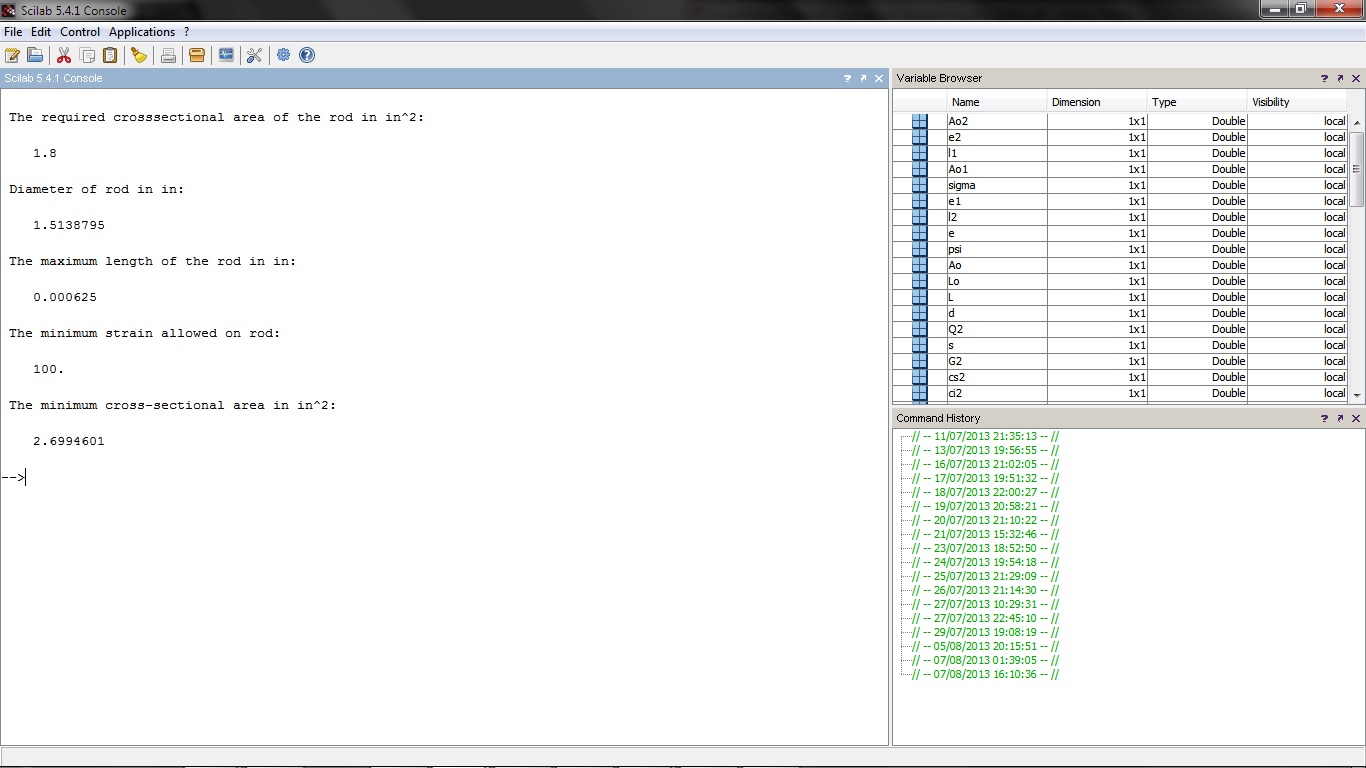 Scilab 5.4.1 Console
File Edit Control Applications ?
Scilab 5.4.1 Console
The required crosssectional area of the rod in in^2:
1.8
Diameter of rod in in:
1.5138795
The maximum length of the rod in in:
0.000625
The minimum strain allowed on rod:
100.
The minimum cross-sectional area in in^2:
2.6994601
-->
Variable Browser
Name Dimension Type Visibility
Ao2 1x1 Double local
e2 1x1 Double local
l1 1x1 Double local
Ao1 1x1 Double local
sigma 1x1 Double local
e1 1x1 Double local
l2 1x1 Double local
e 1x1 Double local
psi 1x1 Double local
Ao 1x1 Double local
Lo 1x1 Double local
L 1x1 Double local
d 1x1 Double local
Q2 1x1 Double local
s 1x1 Double local
G2 1x1 Double local
cs2 1x1 Double local
ci2 1x1 Double local
Command History
// -- 11/07/2013 21:35:13 -- //
// -- 13/07/2013 19:56:55 -- //
// -- 16/07/2013 21:02:05 -- //
// -- 17/07/2013 19:51:32 -- //
// -- 18/07/2013 22:00:27 -- //
// -- 19/07/2013 20:58:21 -- //
// -- 20/07/2013 21:10:22 -- //
// -- 21/07/2013 15:32:46 -- //
// -- 23/07/2013 18:52:50 -- //
// -- 24/07/2013 19:54:18 -- //
// -- 25/07/2013 21:29:09 -- //
// -- 26/07/2013 21:14:30 -- //
// -- 27/07/2013 10:29:31 -- //
// -- 27/07/2013 22:45:10 -- //
// -- 29/07/2013 19:08:19 -- //
// -- 05/08/2013 20:15:51 -- //
// -- 07/08/2013 01:39:05 -- //
// -- 07/08/2013 16:10:36 -- //